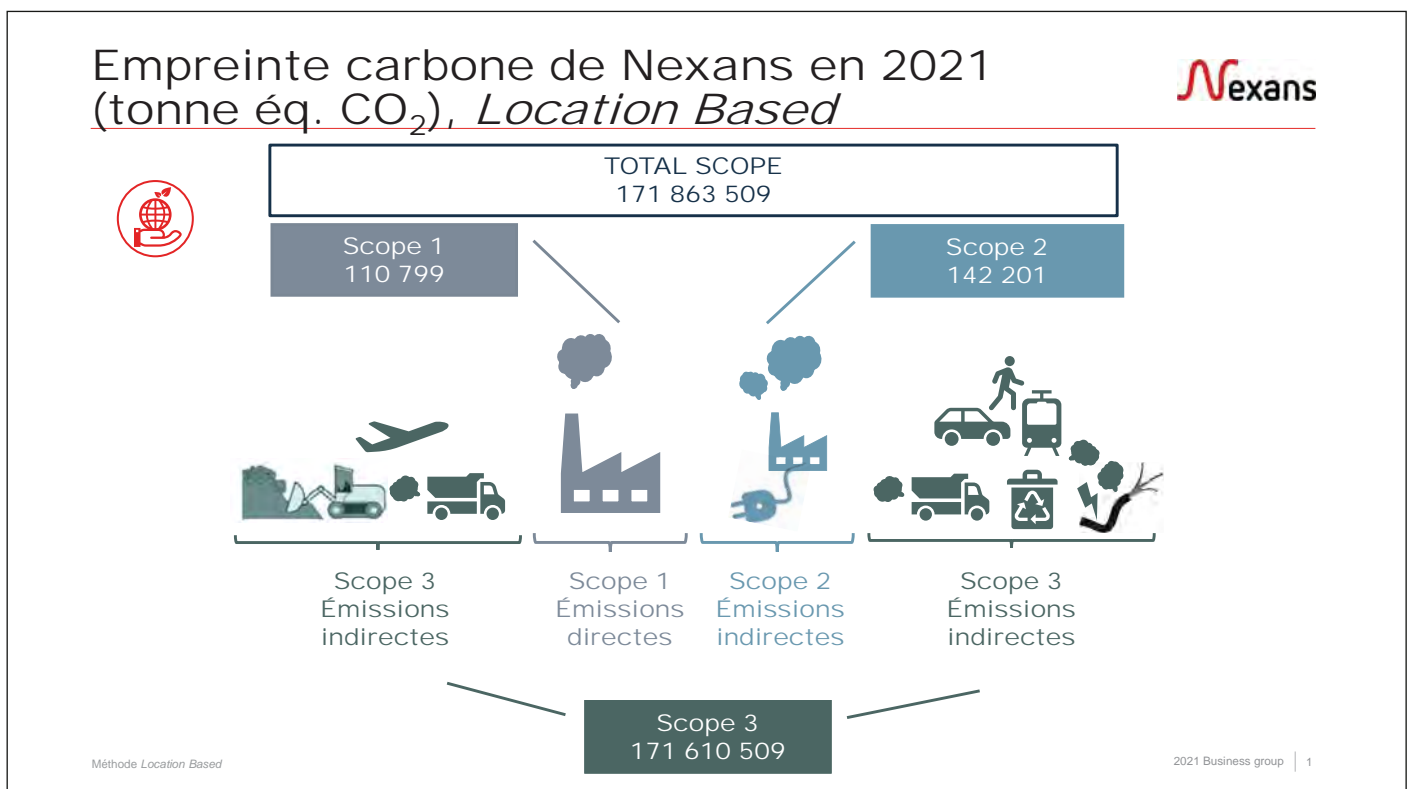 Empreinte carbone de Nexans en 2021
(tonne éq. CO₂), Location Based
Nexans
TOTAL SCOPE
171 863 509
Scope 1
110 799
Scope 2
142 201
Scope 3
Émissions
indirectes
Scope 1
Émissions
directes
Scope 2
Émissions
indirectes
Scope 3
Émissions
indirectes
Scope 3
171 610 509
Méthode Location Based
2021 Business group 1